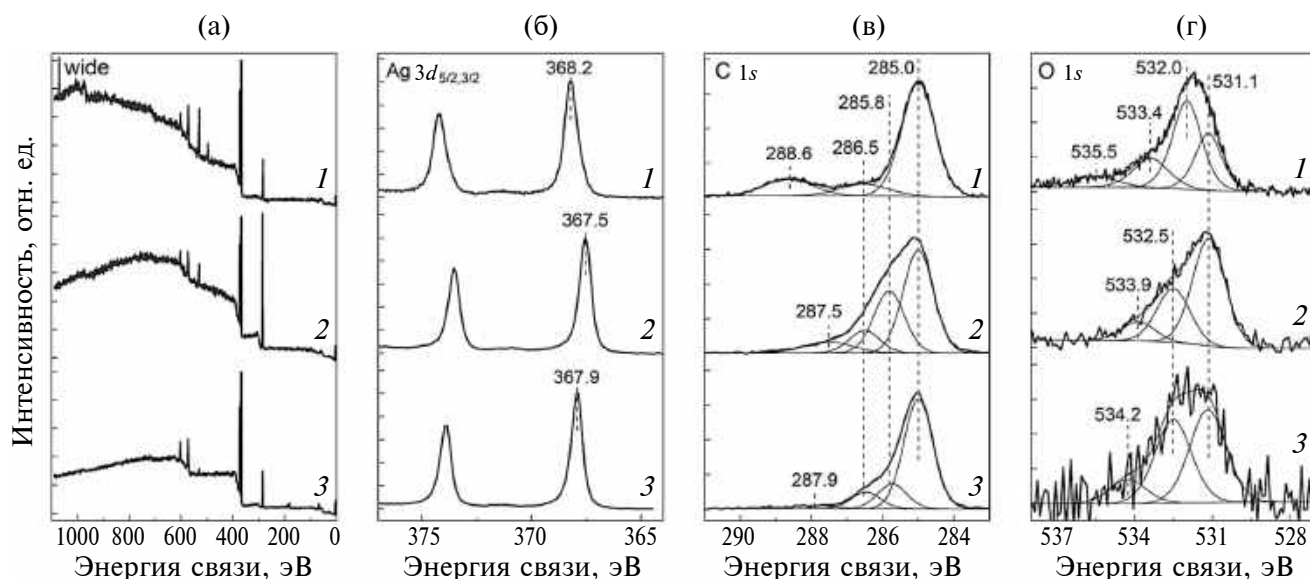 (а)
(б)
(в)
(г)
Интенсивность, отн. ед.
wide
1
2
3
1000 800 600 400 200 0
Энергия связи, эВ
Ag 3d5/2,3/2
368.2
1
367.5
2
367.9
3
375 370 365
Энергия связи, эВ
C 1s
285.0
285.8
286.5
288.6
1
287.5
2
287.9
3
290 288 286 284
Энергия связи, эВ
O 1s
532.0
531.1
533.4
535.5
1
532.5
533.9
2
534.2
3
537 534 531 528
Энергия связи, эВ